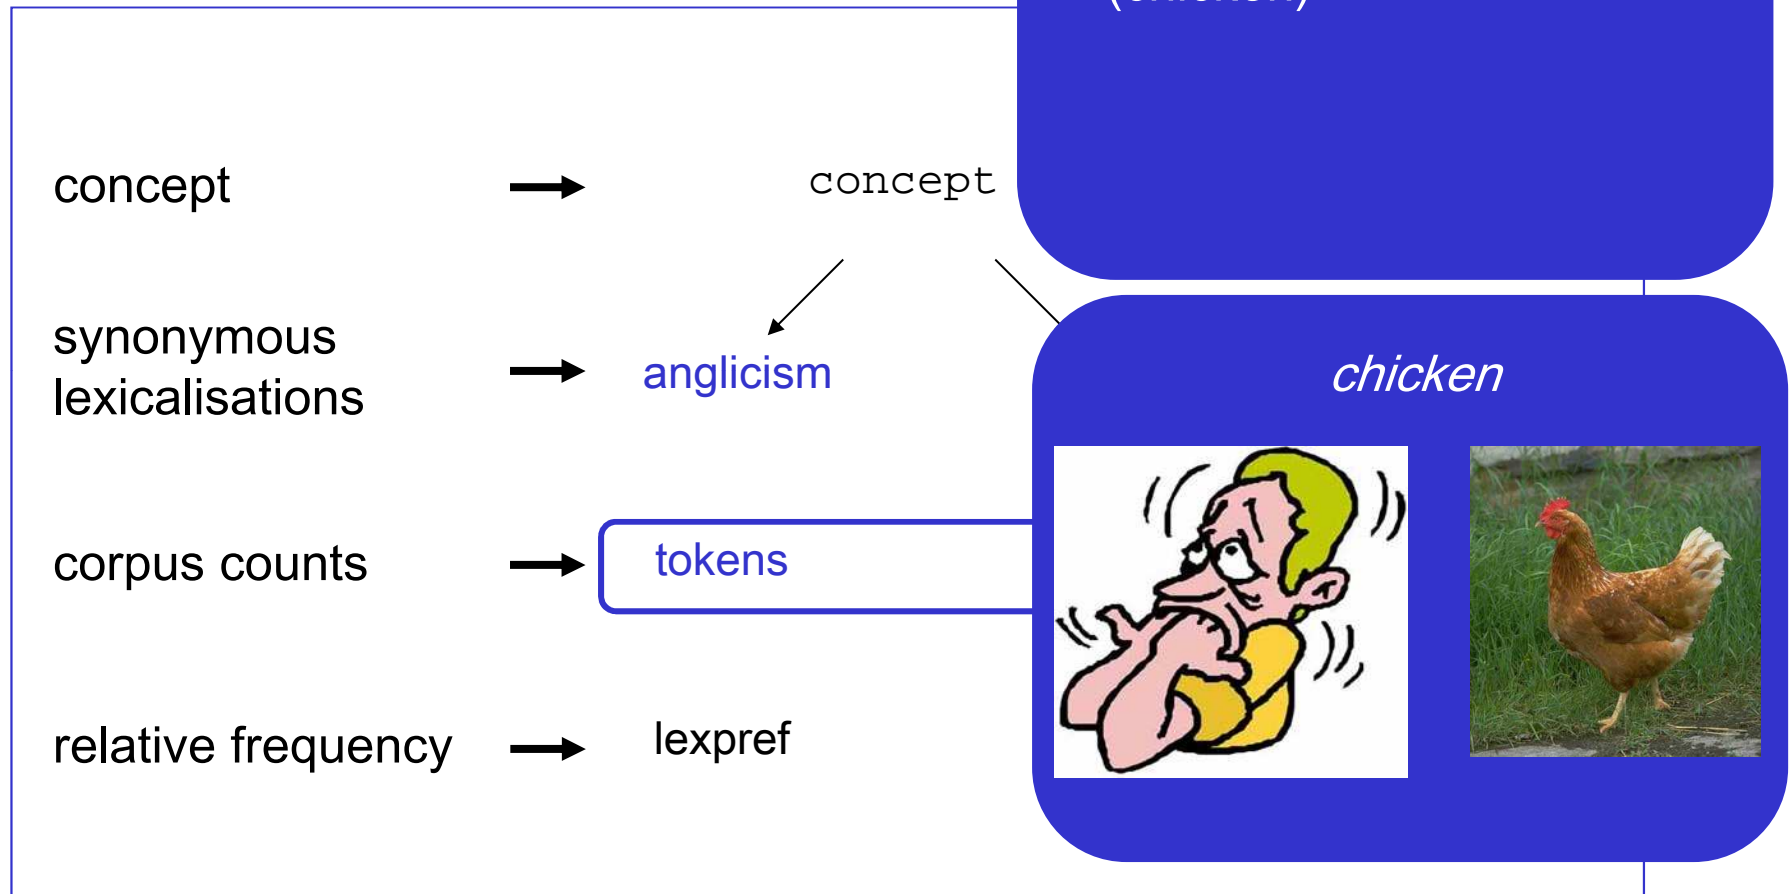 concept
concept
synonymous
lexicalisations
anglicism
chicken
corpus counts
tokens
relative frequency
lexpref